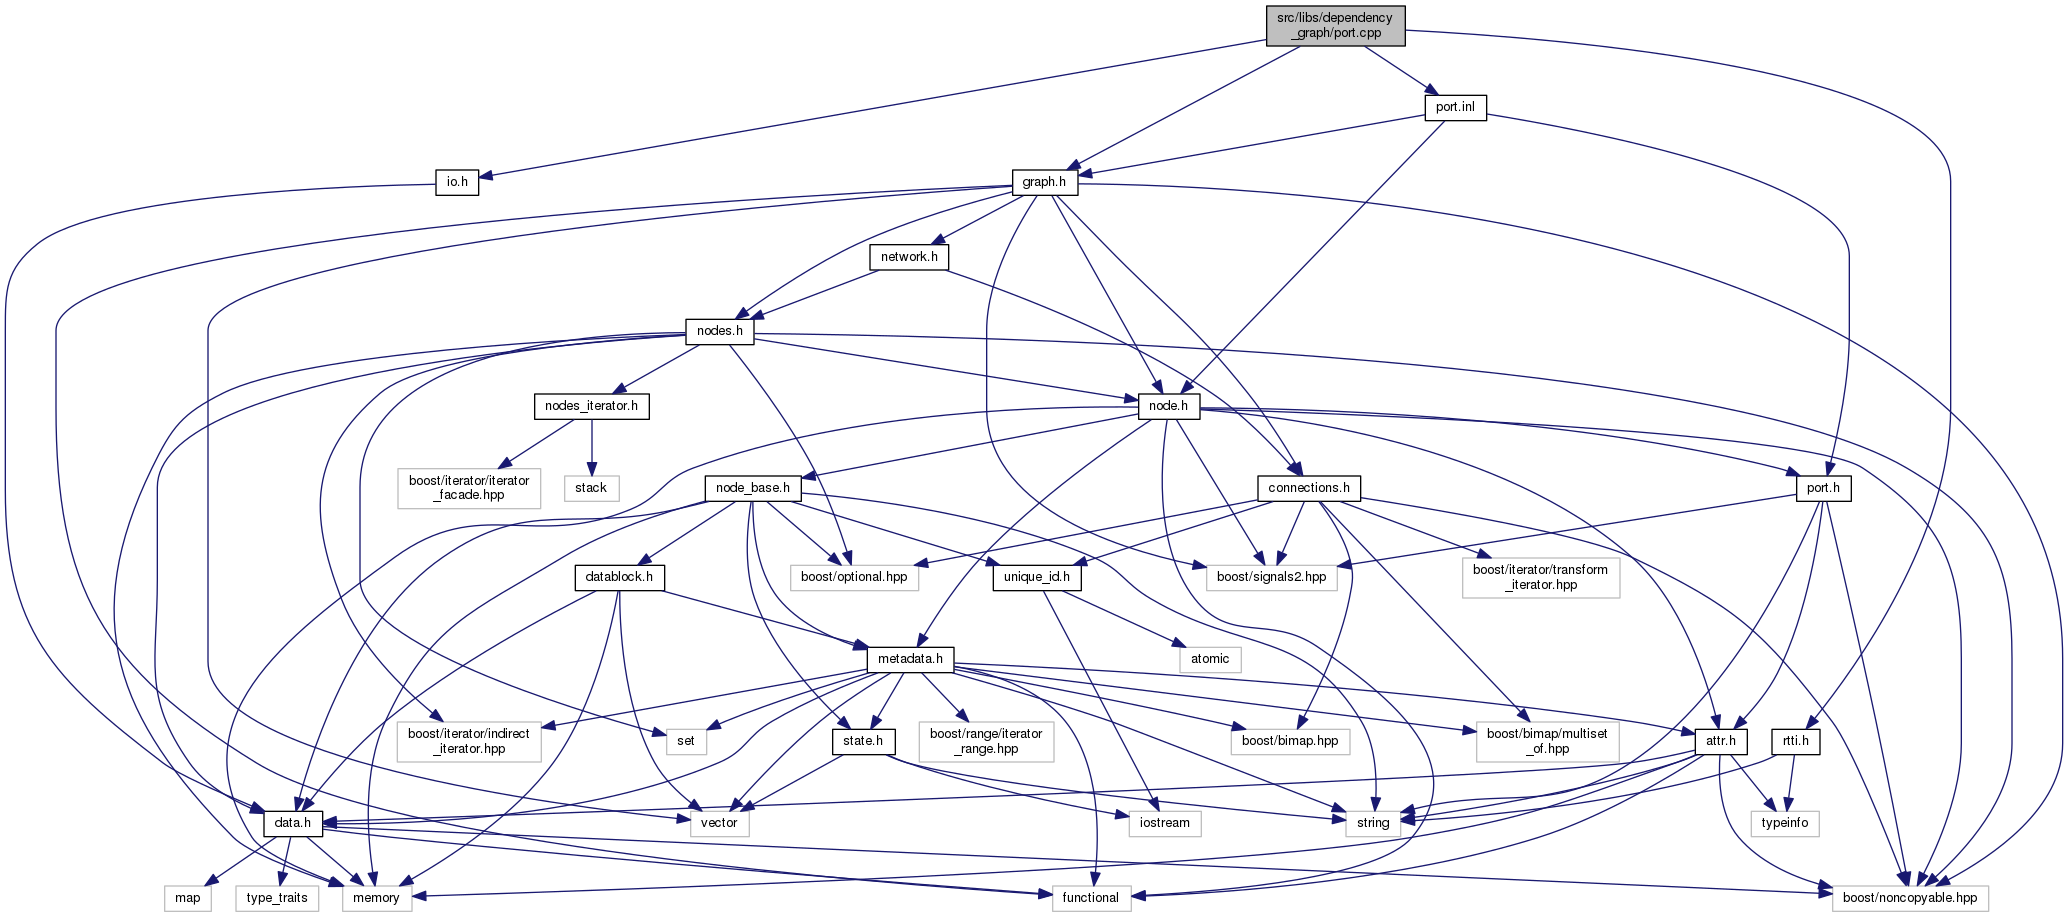 src/libs/dependency
_graph/port.cpp
port.inl
io.h
graph.h
network.h
nodes.h
nodes_iterator.h
node.h
boost/iterator/iterator
_facade.hpp
stack
node_base.h
connections.h
port.h
datablock.h
boost/optional.hpp
unique_id.h
boost/signals2.hpp
boost/iterator/transform
_iterator.hpp
metadata.h
atomic
boost/iterator/indirect
_iterator.hpp
set
state.h
boost/range/iterator
_range.hpp
boost/bimap.hpp
boost/bimap/multiset
_of.hpp
attr.h
rtti.h
data.h
vector
iostream
string
typeinfo
map
type_traits
memory
functional
boost/noncopyable.hpp